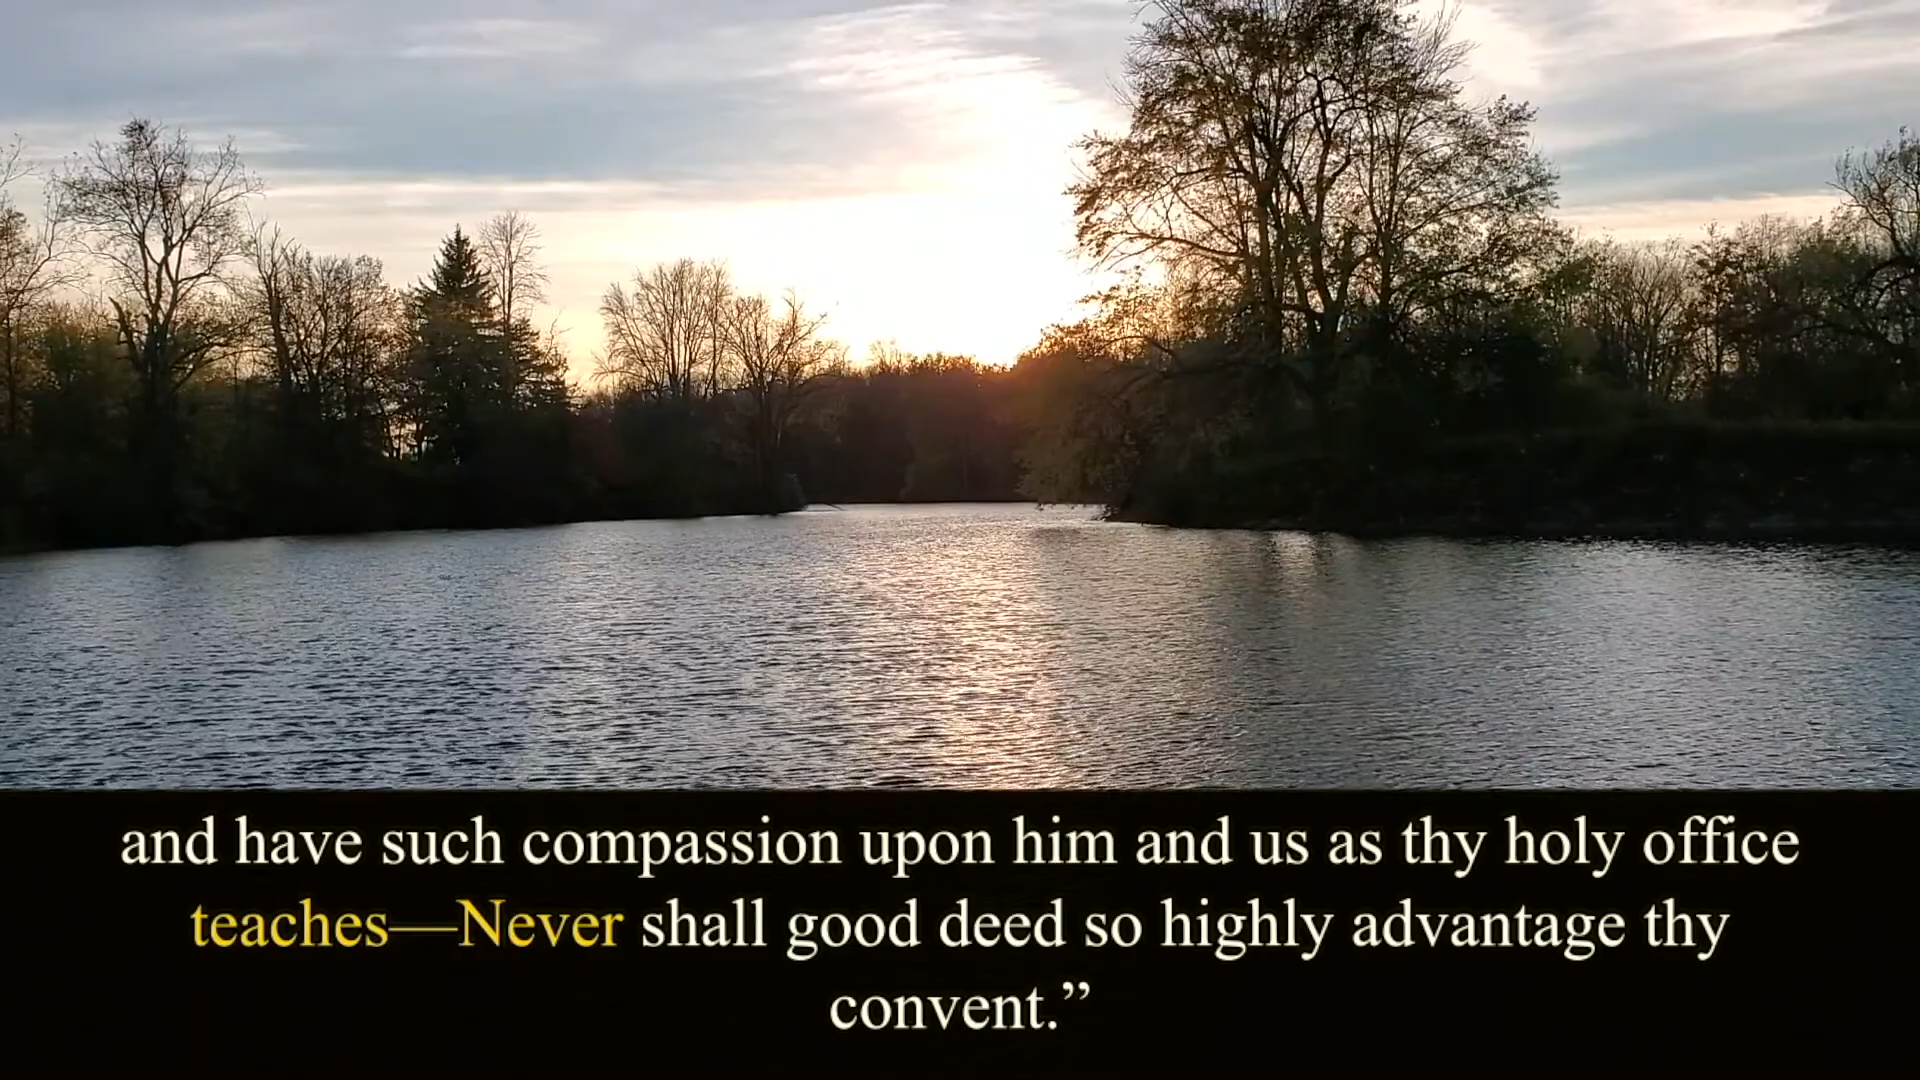 and have such compassion upon him and us as thy holy office
teaches—Never shall good deed so highly advantage thy
convent.”